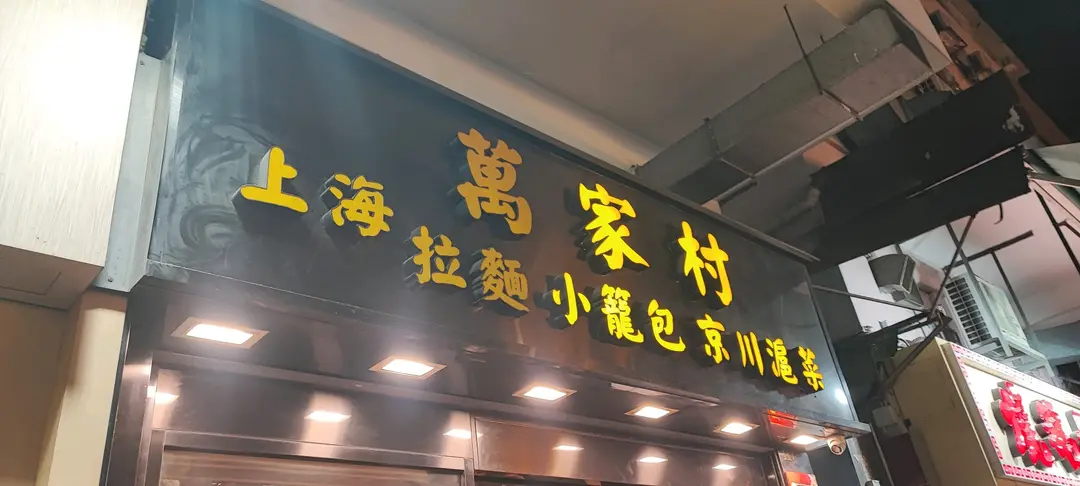 萬家村
上海
拉麵 小籠包 京川滬菜